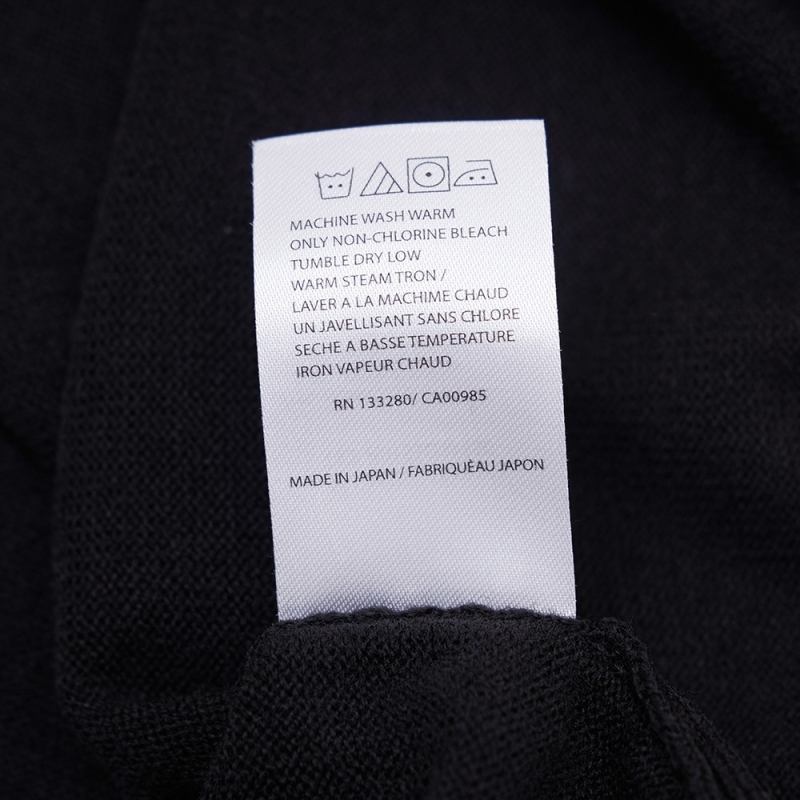 MACHINE WASH WARM
ONLY NON-CHLORINE BLEACH
TUMBLE DRY LOW
WARM STEAM TRON /
LAVER A LA MACHIME CHAUD
UN JAVELLISANT SANS CHLORE
SECHE A BASSE TEMPERATURE
IRON VAPEUR CHAUD
RN 133280/ CA00985
MADE IN JAPAN / FABRIQUÈAU JAPON